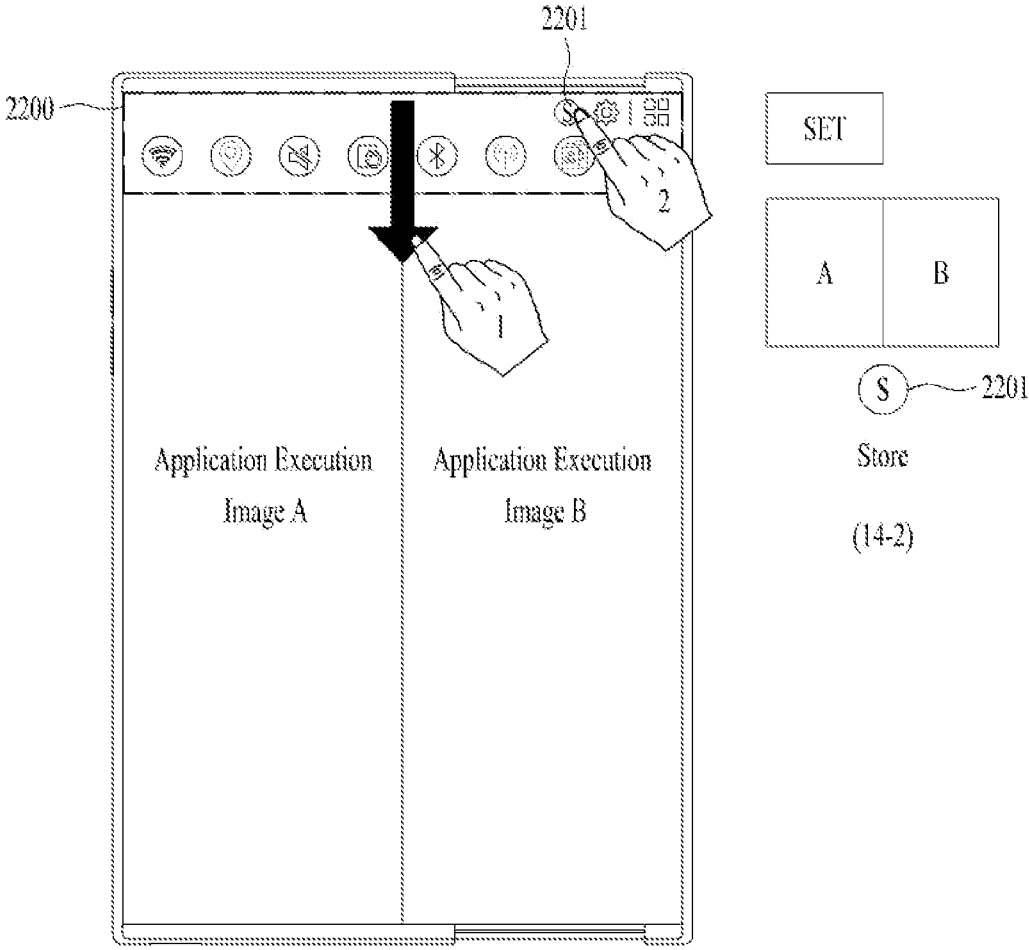 2201
2200
S
SET
2
A
B
1
S
2201
Application Execution
Image A
Application Execution
Image B
Store
(14-2)